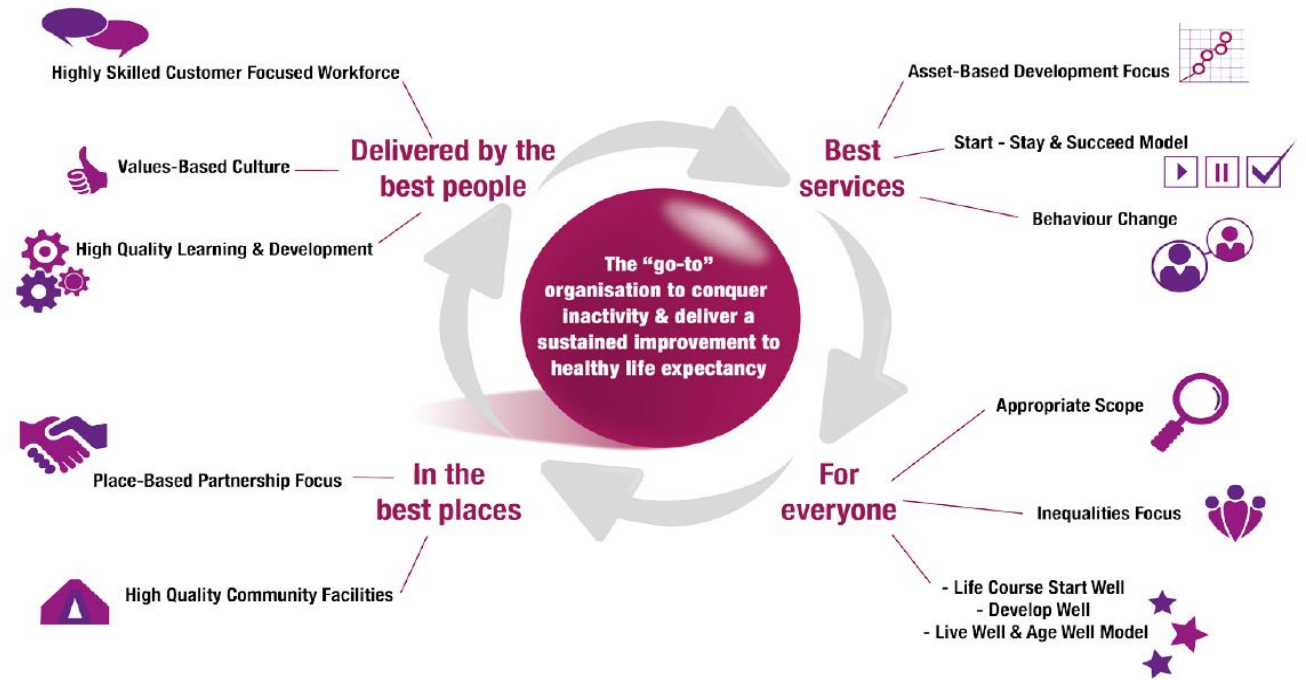 Highly Skilled Customer Focused Workforce
Values-Based Culture
High Quality Learning & Development
Delivered by the
best people
Best
services
Asset-Based Development Focus
Start - Stay & Succeed Model
Behaviour Change
The “go-to”
organisation to conquer
inactivity & deliver a
sustained improvement to
healthy life expectancy
For
everyone
Appropriate Scope
Inequalities Focus
- Life Course Start Well
- Develop Well
- Live Well & Age Well Model
In the
best places
Place-Based Partnership Focus
High Quality Community Facilities